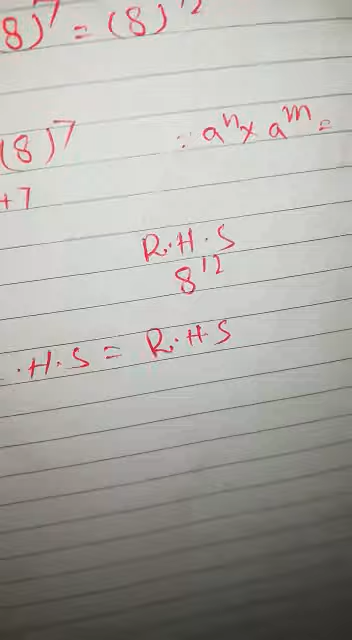 8)⁷ = (8)¹²
(8)⁷ ∴ aⁿ × aᵐ =
+7
R.H.S
8¹²
.H.S = R.H.S